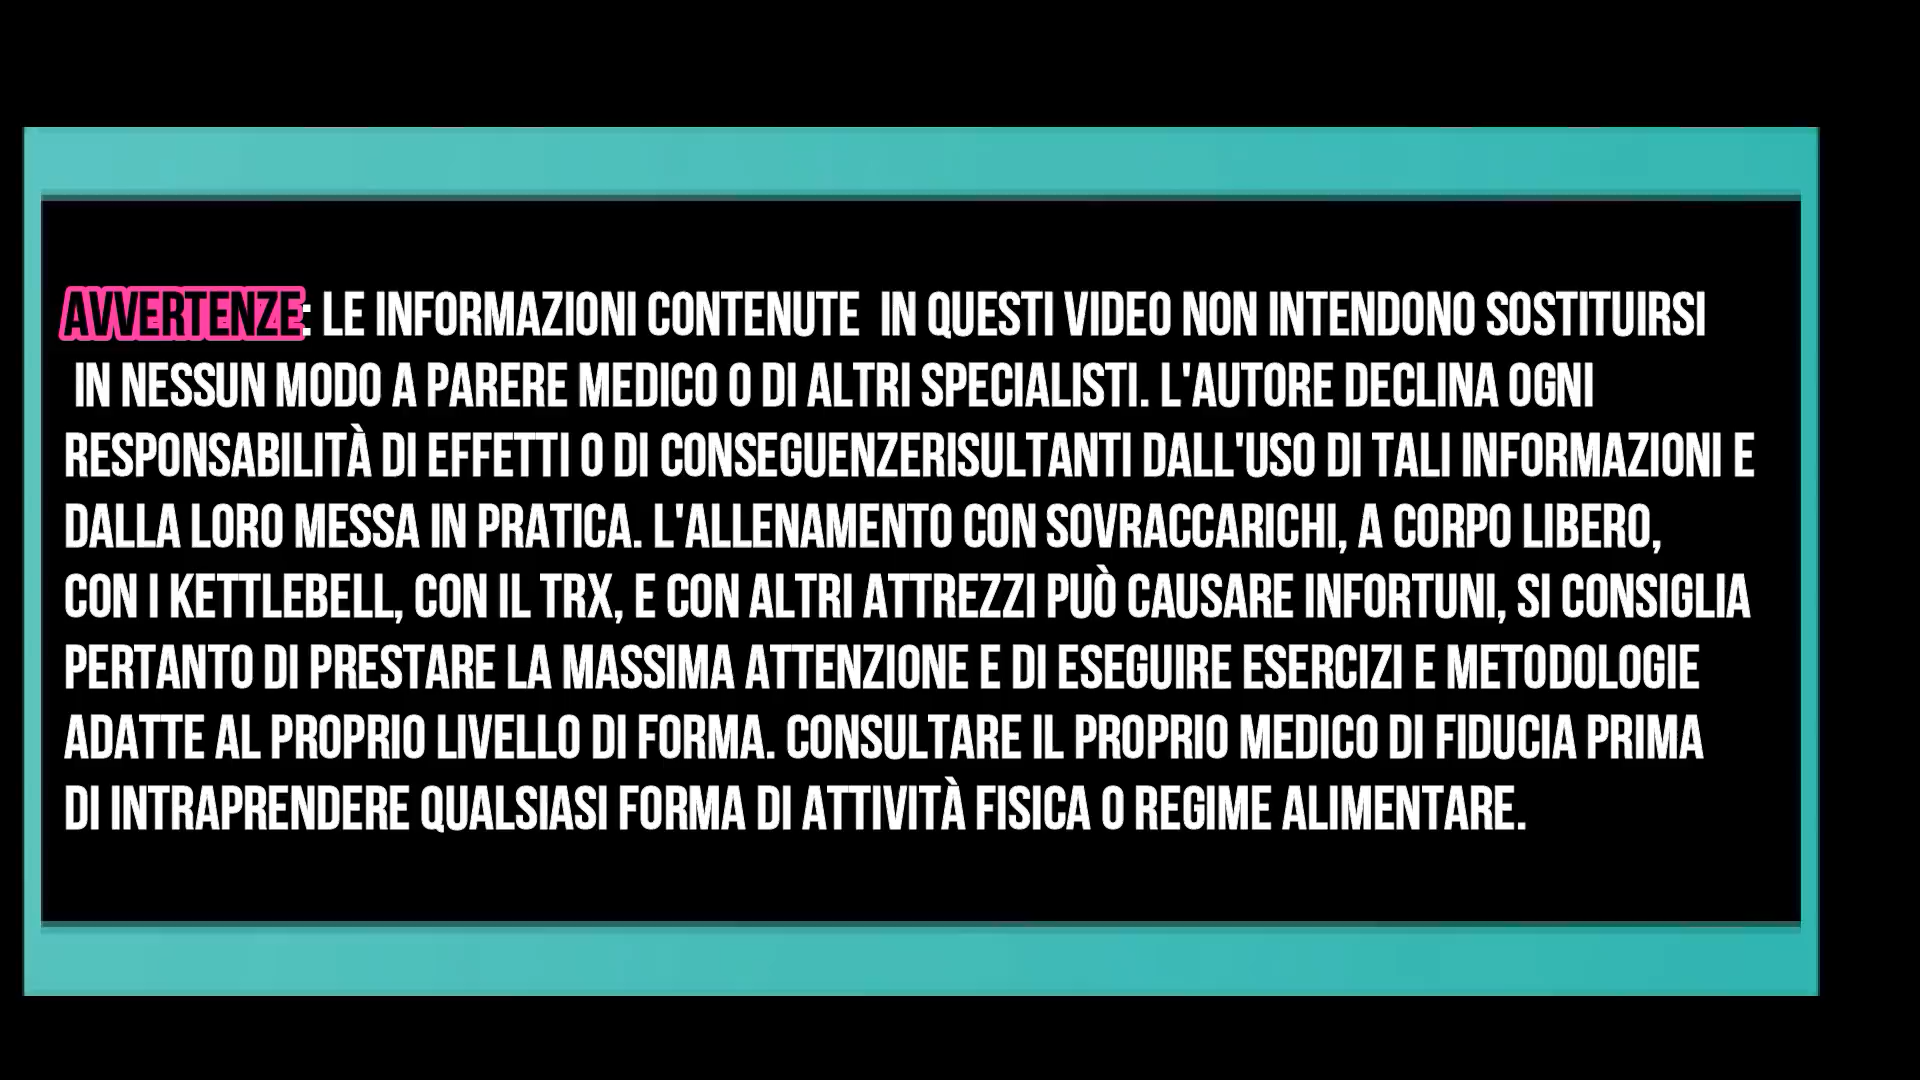 AVVERTENZE: LE INFORMAZIONI CONTENUTE  IN QUESTI VIDEO NON INTENDONO SOSTITUIRSI
IN NESSUN MODO A PARERE MEDICO O DI ALTRI SPECIALISTI. L'AUTORE DECLINA OGNI
RESPONSABILITÀ DI EFFETTI O DI CONSEGUENZERISULTANTI DALL'USO DI TALI INFORMAZIONI E
DALLA LORO MESSA IN PRATICA. L'ALLENAMENTO CON SOVRACCARICHI, A CORPO LIBERO,
CON I KETTLEBELL, CON IL TRX, E CON ALTRI ATTREZZI PUÒ CAUSARE INFORTUNI, SI CONSIGLIA
PERTANTO DI PRESTARE LA MASSIMA ATTENZIONE E DI ESEGUIRE ESERCIZI E METODOLOGIE
ADATTE AL PROPRIO LIVELLO DI FORMA. CONSULTARE IL PROPRIO MEDICO DI FIDUCIA PRIMA
DI INTRAPRENDERE QUALSIASI FORMA DI ATTIVITÀ FISICA O REGIME ALIMENTARE.